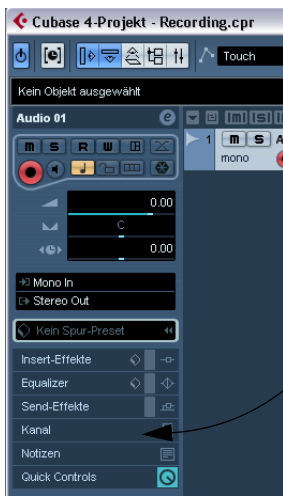 Cubase 4-Projekt - Recording.cpr
Touch
Kein Objekt ausgewählt
Audio 01 e
m S R W
m s
1 m S A
mono
0.00
C
0.00
Mono In
Stereo Out
Kein Spur-Preset
Insert-Effekte
Equalizer
Send-Effekte
Kanal
Notizen
Quick Controls